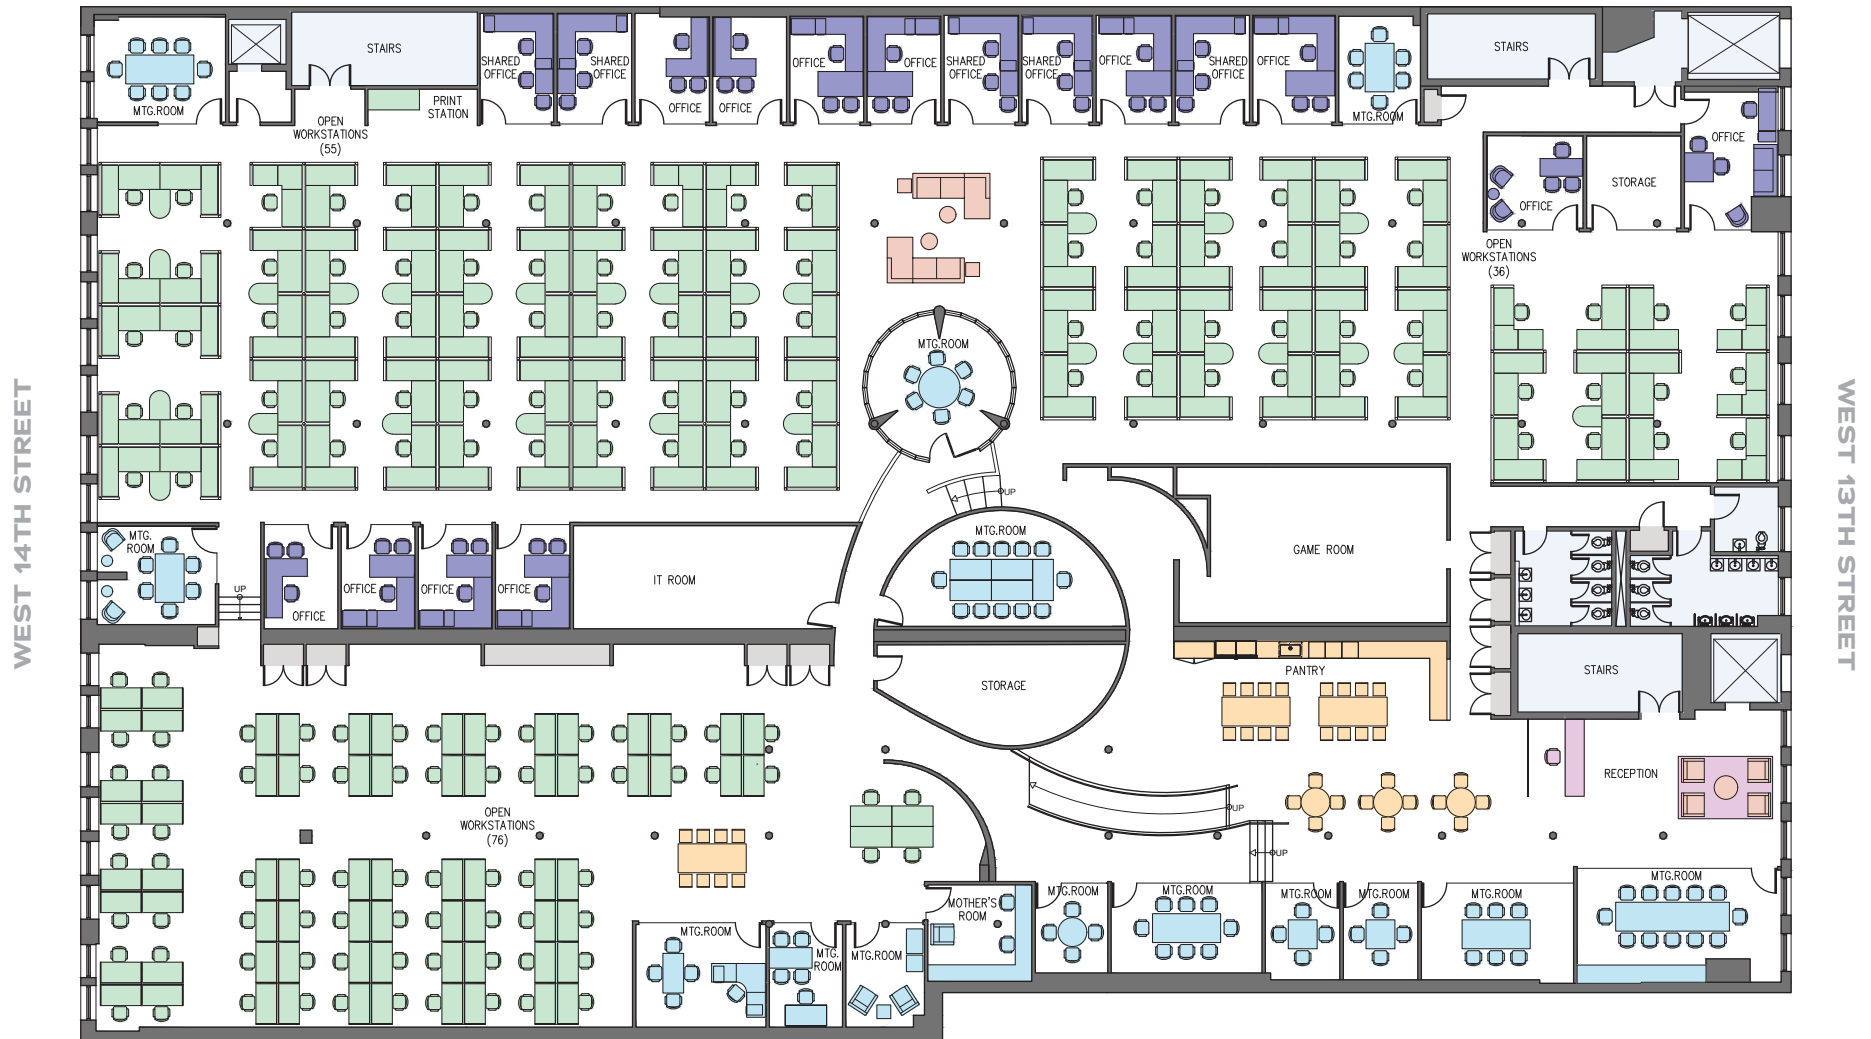 WEST 14TH STREET
WEST 13TH STREET
MTG.ROOM
STAIRS
PRINT
STATION
OPEN
WORKSTATIONS
(55)
SHARED
OFFICE
SHARED
OFFICE
OFFICE
OFFICE
OFFICE
OFFICE
SHARED
OFFICE
SHARED
OFFICE
OFFICE
SHARED
OFFICE
OFFICE
MTG.ROOM
STAIRS
OFFICE
STORAGE
OFFICE
OPEN
WORKSTATIONS
(36)
MTG.ROOM
UP
MTG.
ROOM
UP
OFFICE
OFFICE
OFFICE
OFFICE
IT ROOM
MTG.ROOM
GAME ROOM
STORAGE
PANTRY
STAIRS
RECEPTION
UP
UP
OPEN
WORKSTATIONS
(76)
MTG.ROOM
MTG.
ROOM
MTG.ROOM
MOTHER'S
ROOM
MTG.ROOM
MTG.ROOM
MTG.ROOM
MTG.ROOM
MTG.ROOM
MTG.ROOM